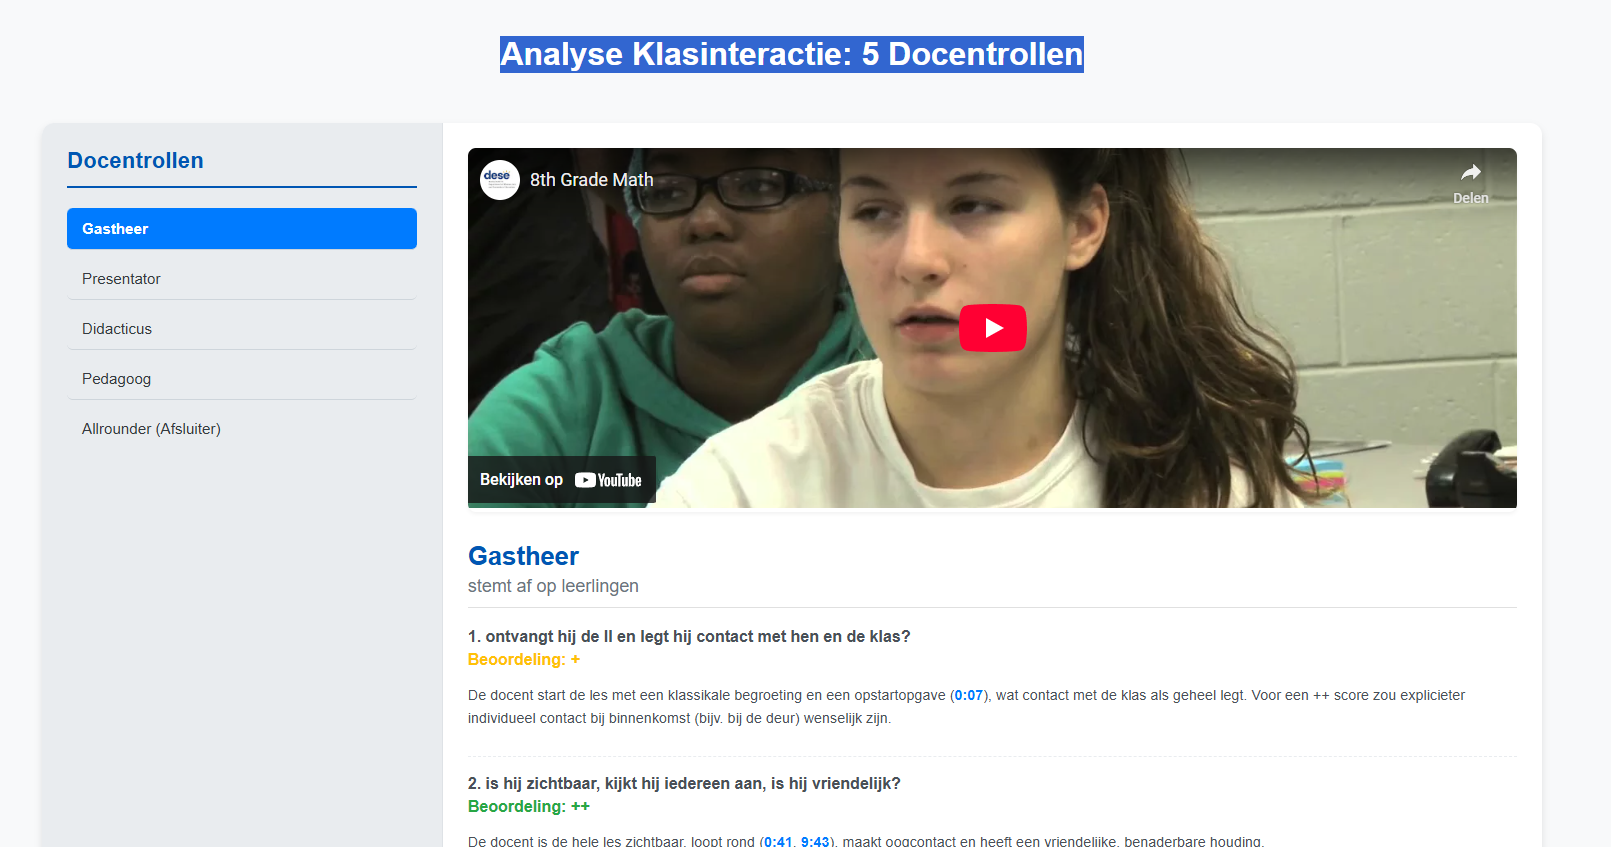 Analyse Klasinteractie: 5 Docentrollen
Docentrollen
Gastheer
Presentator
Didacticus
Pedagoog
Allrounder (Afsluiter)
dese
8th Grade Math
Delen
Bekijken op YouTube
Gastheer
stemt af op leerlingen
1. ontvangt hij de ll en legt hij contact met hen en de klas?
Beoordeling: +
De docent start de les met een klassikale begroeting en een opstartopgave (0:07), wat contact met de klas als geheel legt. Voor een ++ score zou explicieter
individueel contact bij binnenkomst (bijv. bij de deur) wenselijk zijn.
2. is hij zichtbaar, kijkt hij iedereen aan, is hij vriendelijk?
Beoordeling: ++
De docent is de hele les zichtbaar, loopt rond (0:41, 9:43), maakt oogcontact en heeft een vriendelijke, benaderbare houding.